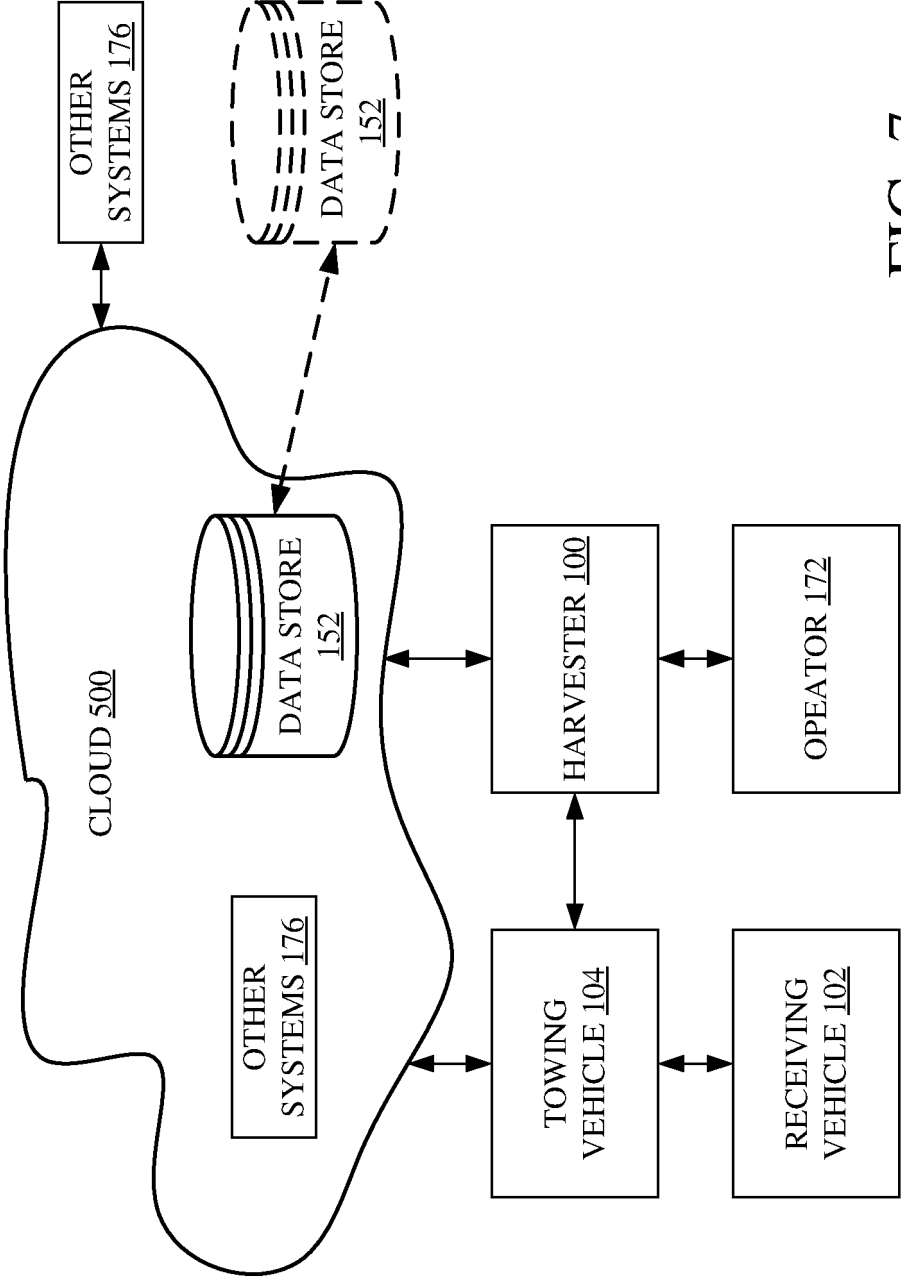 CLOUD 500
OTHER
SYSTEMS 176
DATA STORE
152
OTHER
SYSTEMS 176
DATA STORE
152
TOWING
VEHICLE 104
HARVESTER 100
RECEIVING
VEHICLE 102
OPEATOR 172
FIG. 7